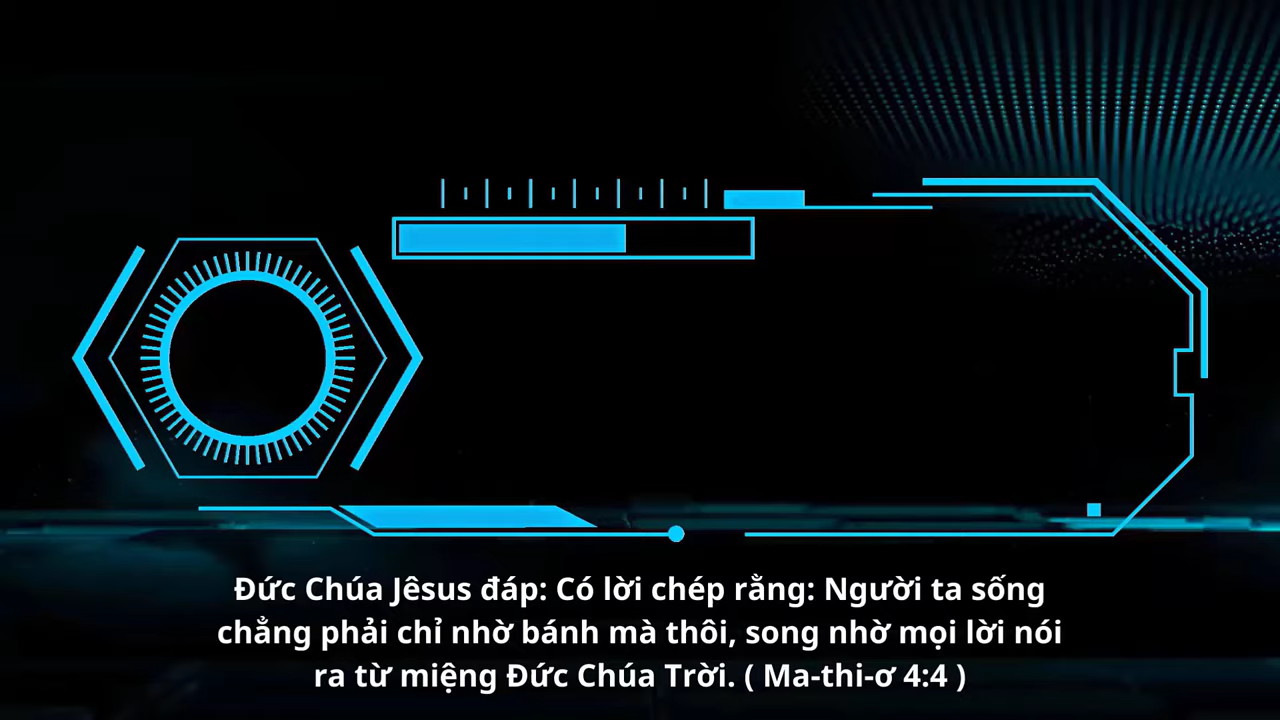 Đức Chúa Jêsus đáp: Có lời chép rằng: Người ta sống
chẳng phải chỉ nhờ bánh mà thôi, song nhờ mọi lời nói
ra từ miệng Đức Chúa Trời. ( Ma-thi-ơ 4:4 )